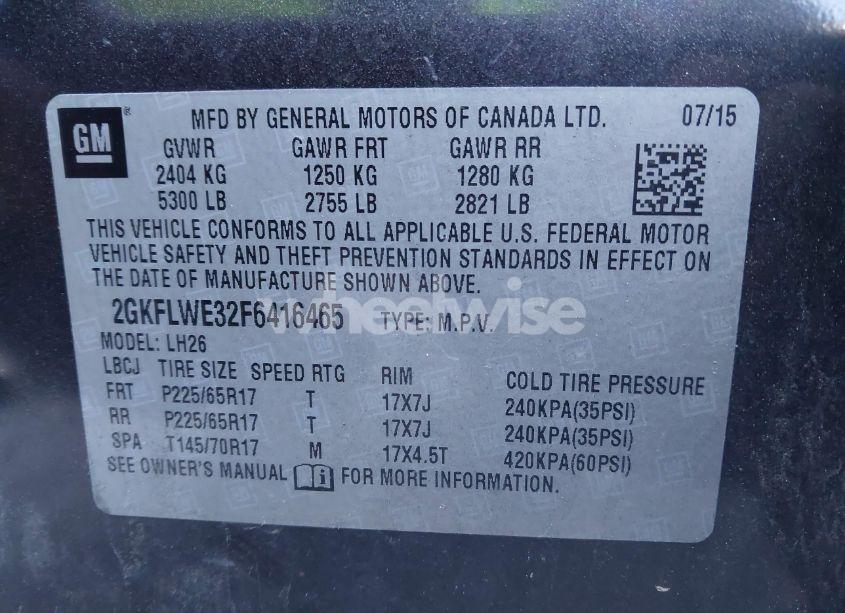 GM ® MFD BY GENERAL MOTORS OF CANADA LTD. 07/15
GVWR GAWR FRT GAWR RR
2404 KG 1250 KG 1280 KG
5300 LB 2755 LB 2821 LB
THIS VEHICLE CONFORMS TO ALL APPLICABLE U.S. FEDERAL MOTOR
VEHICLE SAFETY AND THEFT PREVENTION STANDARDS IN EFFECT ON
THE DATE OF MANUFACTURE SHOWN ABOVE.
2GKFLWE32F6416465 TYPE: M.P.V.
wheelwise
MODEL: LH26
LBCJ TIRE SIZE SPEED RTG RIM COLD TIRE PRESSURE
FRT P225/65R17 T 17X7J 240KPA(35PSI)
RR P225/65R17 T 17X7J 240KPA(35PSI)
SPA T145/70R17 M 17X4.5T 420KPA(60PSI)
SEE OWNER'S MANUAL i FOR MORE INFORMATION.